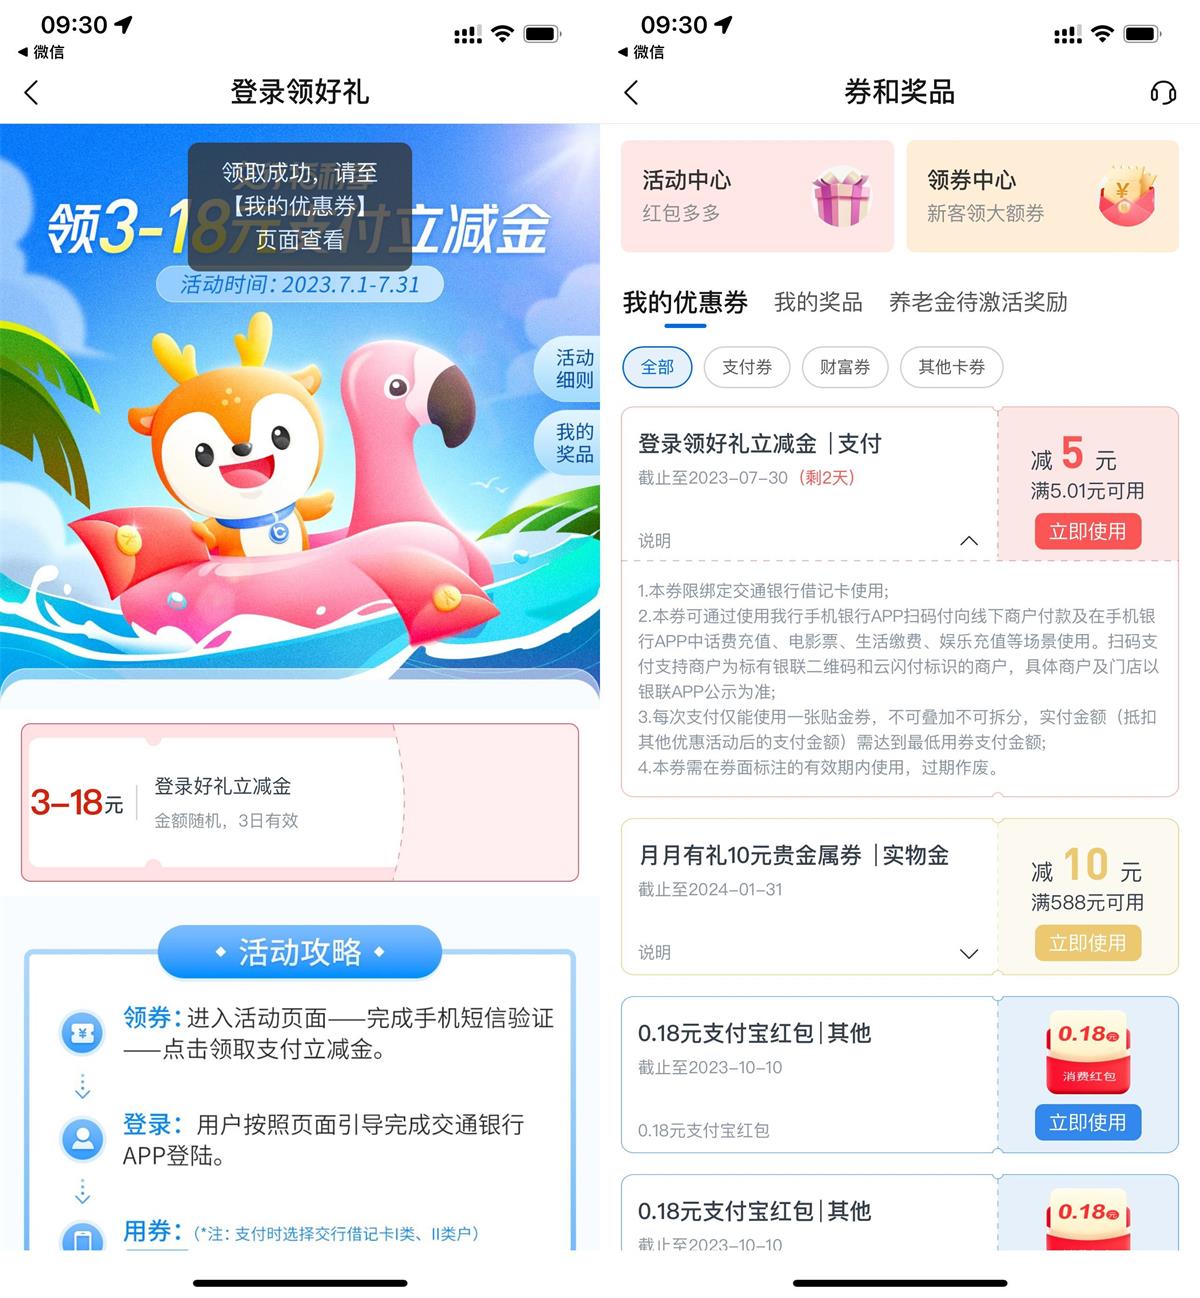 09:30
微信
登录领好礼
领取成功，请至
【我的优惠券】
页面查看
领3-18元支付立减金
活动时间：2023.7.1-7.31
活动
细则
我的
奖品
3-18元
登录好礼立减金
金额随机，3日有效
活动攻略
领券：进入活动页面——完成手机短信验证
——点击领取支付立减金。
登录：用户按照页面引导完成交通银行
APP登陆。
用券：（*注：支付时选择交行借记卡I类、II类户）
09:30
微信
券和奖品
活动中心
红包多多
领券中心
新客领大额券
我的优惠券 我的奖品 养老金待激活奖励
全部 支付券 财富券 其他卡券
登录领好礼立减金 |支付
截止至2023-07-30（剩2天）
说明
减 5 元
满5.01元可用
立即使用
1.本券限绑定交通银行借记卡使用;
2.本券可通过使用我行手机银行APP扫码付向线下商户付款及在手机银
行APP中话费充值、电影票、生活缴费、娱乐充值等场景使用。扫码支
付支持商户为标有银联二维码和云闪付标识的商户，具体商户及门店以
银联APP公示为准;
3.每次支付仅能使用一张贴金券，不可叠加不可拆分，实付金额（抵扣
其他优惠活动后的支付金额）需达到最低用券支付金额;
4.本券需在券面标注的有效期内使用，过期作废。
月月有礼10元贵金属券 |实物金
截止至2024-01-31
说明
减 10 元
满588元可用
立即使用
0.18元支付宝红包|其他
截止至2023-10-10
0.18元支付宝红包
0.18元
消费红包
立即使用
0.18元支付宝红包|其他
截止至2023-10-10
0.18元